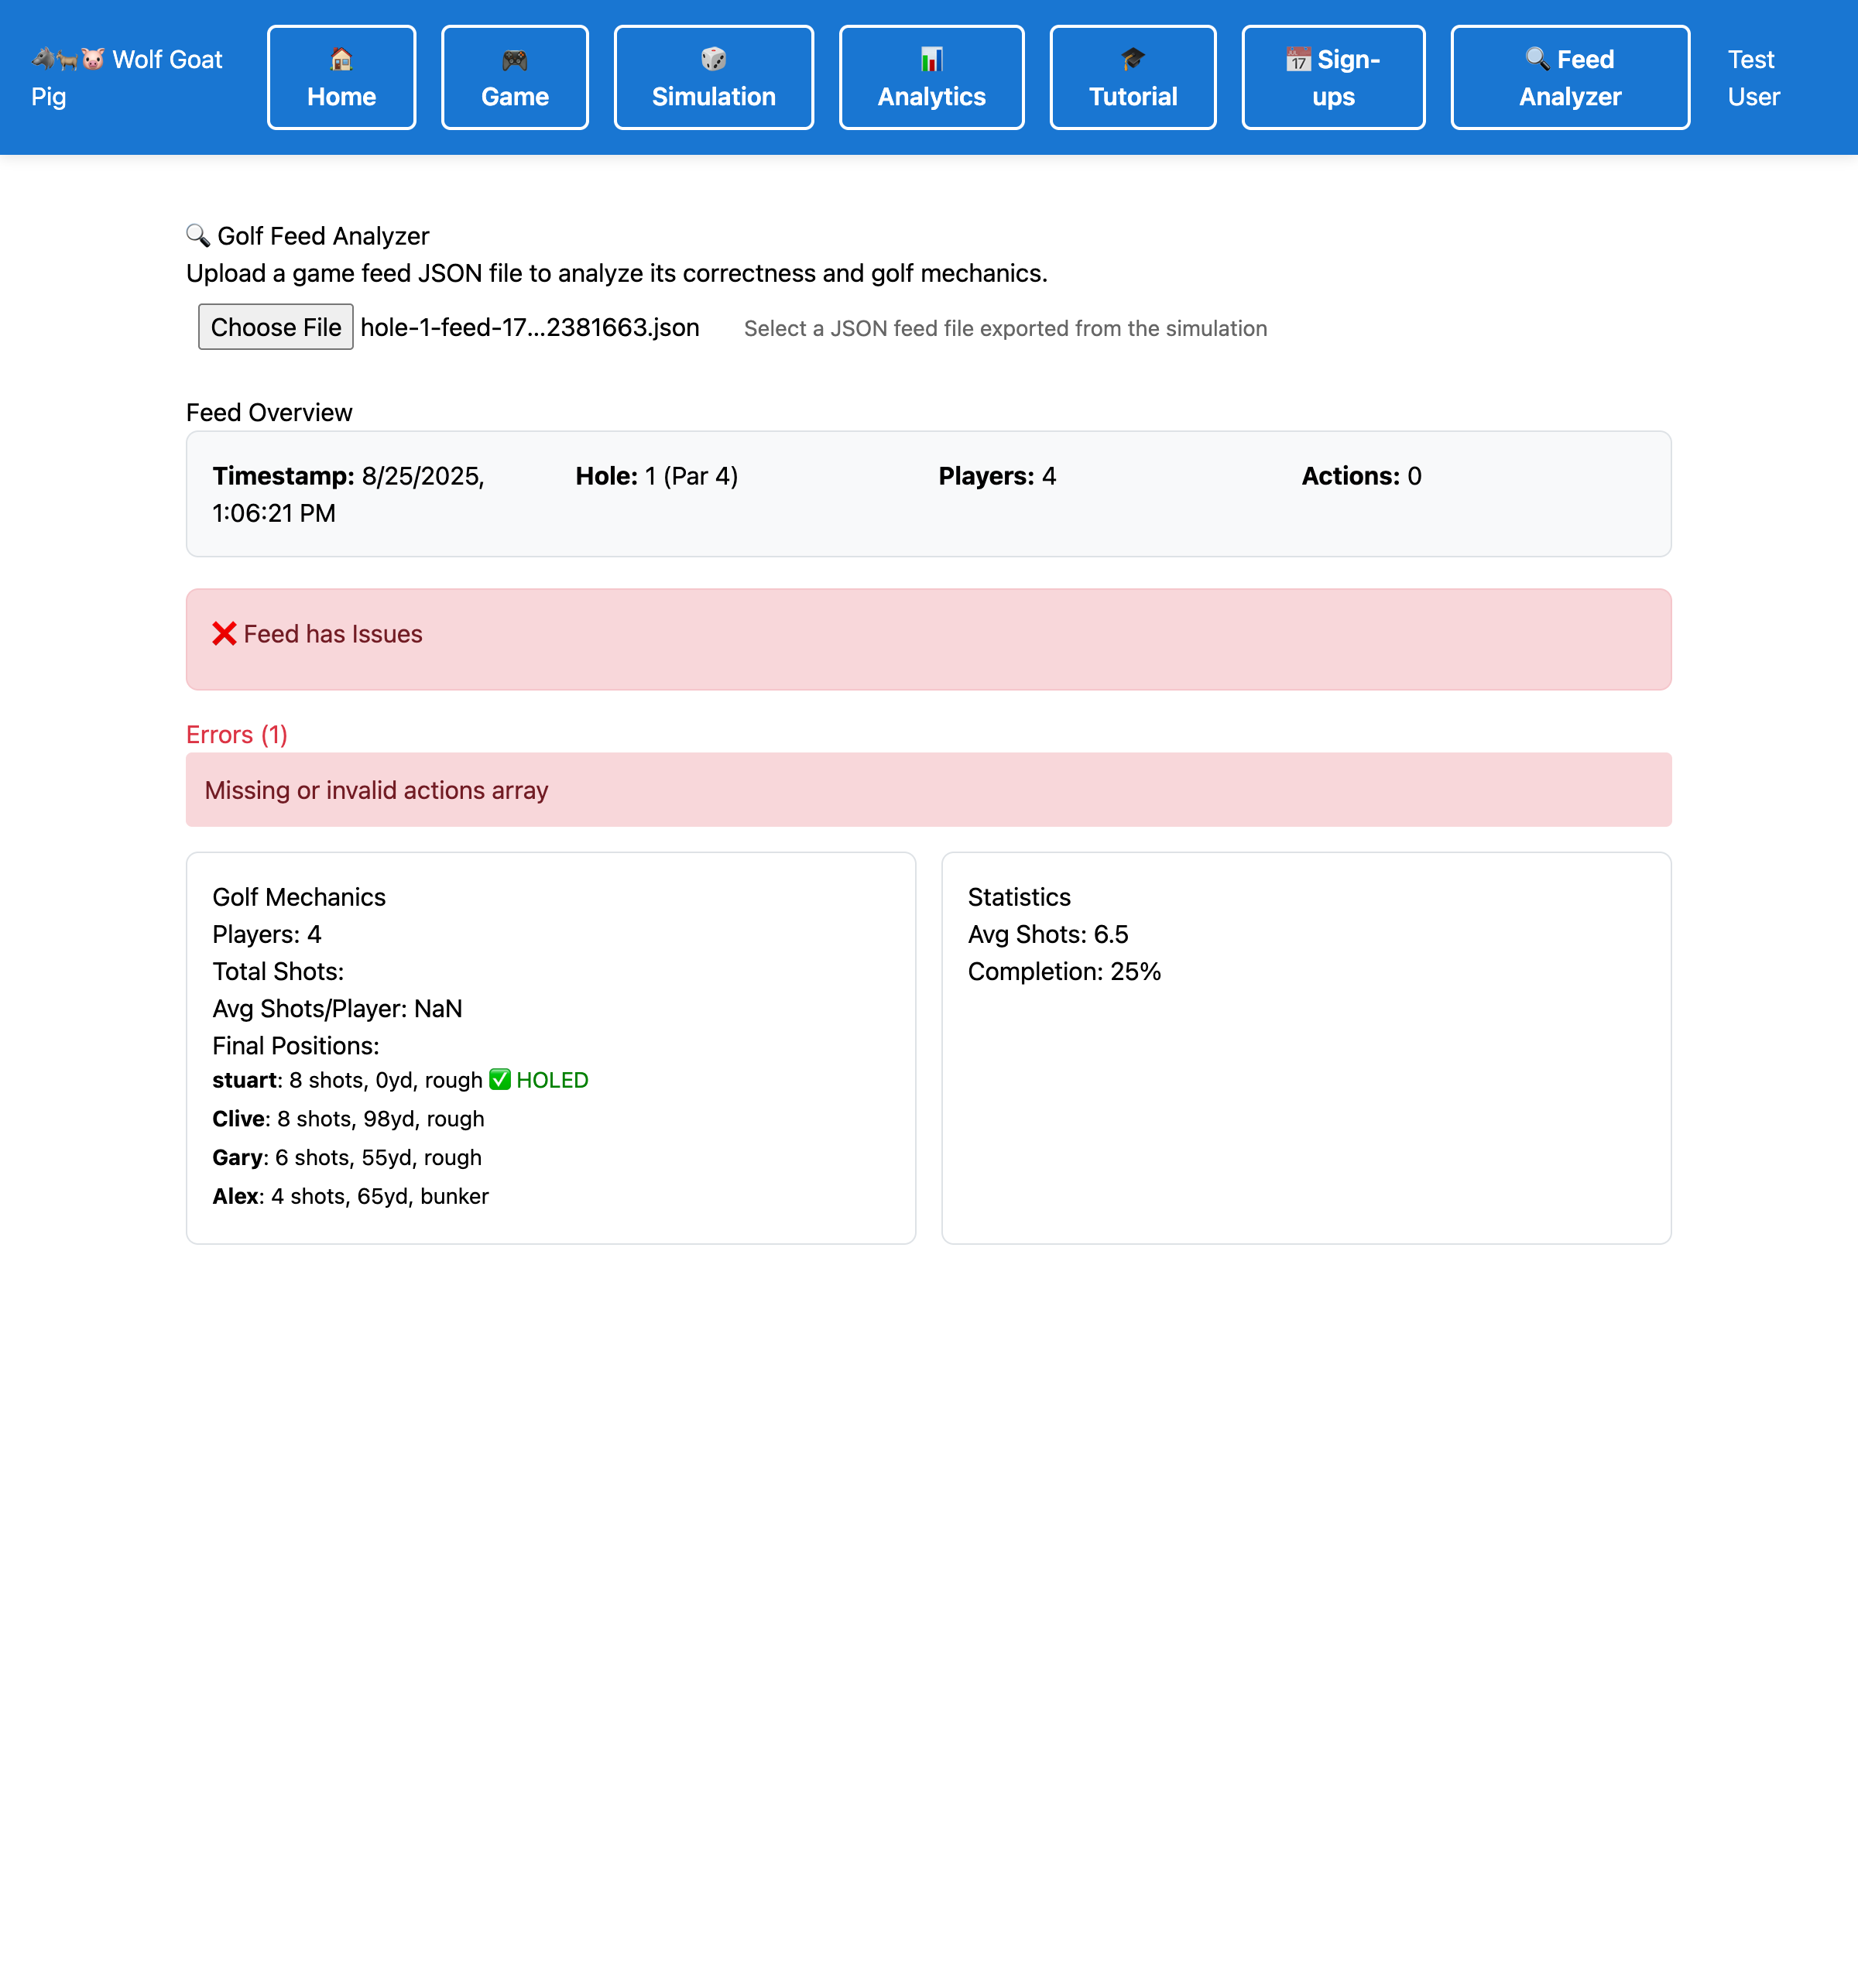 🐺🐐🐷 Wolf Goat Pig
🏠 Home
🎮 Game
🎲 Simulation
📊 Analytics
🎓 Tutorial
📅 Sign-ups
🔍 Feed Analyzer
Test User
🔍 Golf Feed Analyzer
Upload a game feed JSON file to analyze its correctness and golf mechanics.
Choose File hole-1-feed-17...2381663.json Select a JSON feed file exported from the simulation
Feed Overview
Timestamp: 8/25/2025, 1:06:21 PM
Hole: 1 (Par 4)
Players: 4
Actions: 0
❌ Feed has Issues
Errors (1)
Missing or invalid actions array
Golf Mechanics
Players: 4
Total Shots:
Avg Shots/Player: NaN
Final Positions:
stuart: 8 shots, 0yd, rough ✅ HOLED
Clive: 8 shots, 98yd, rough
Gary: 6 shots, 55yd, rough
Alex: 4 shots, 65yd, bunker
Statistics
Avg Shots: 6.5
Completion: 25%